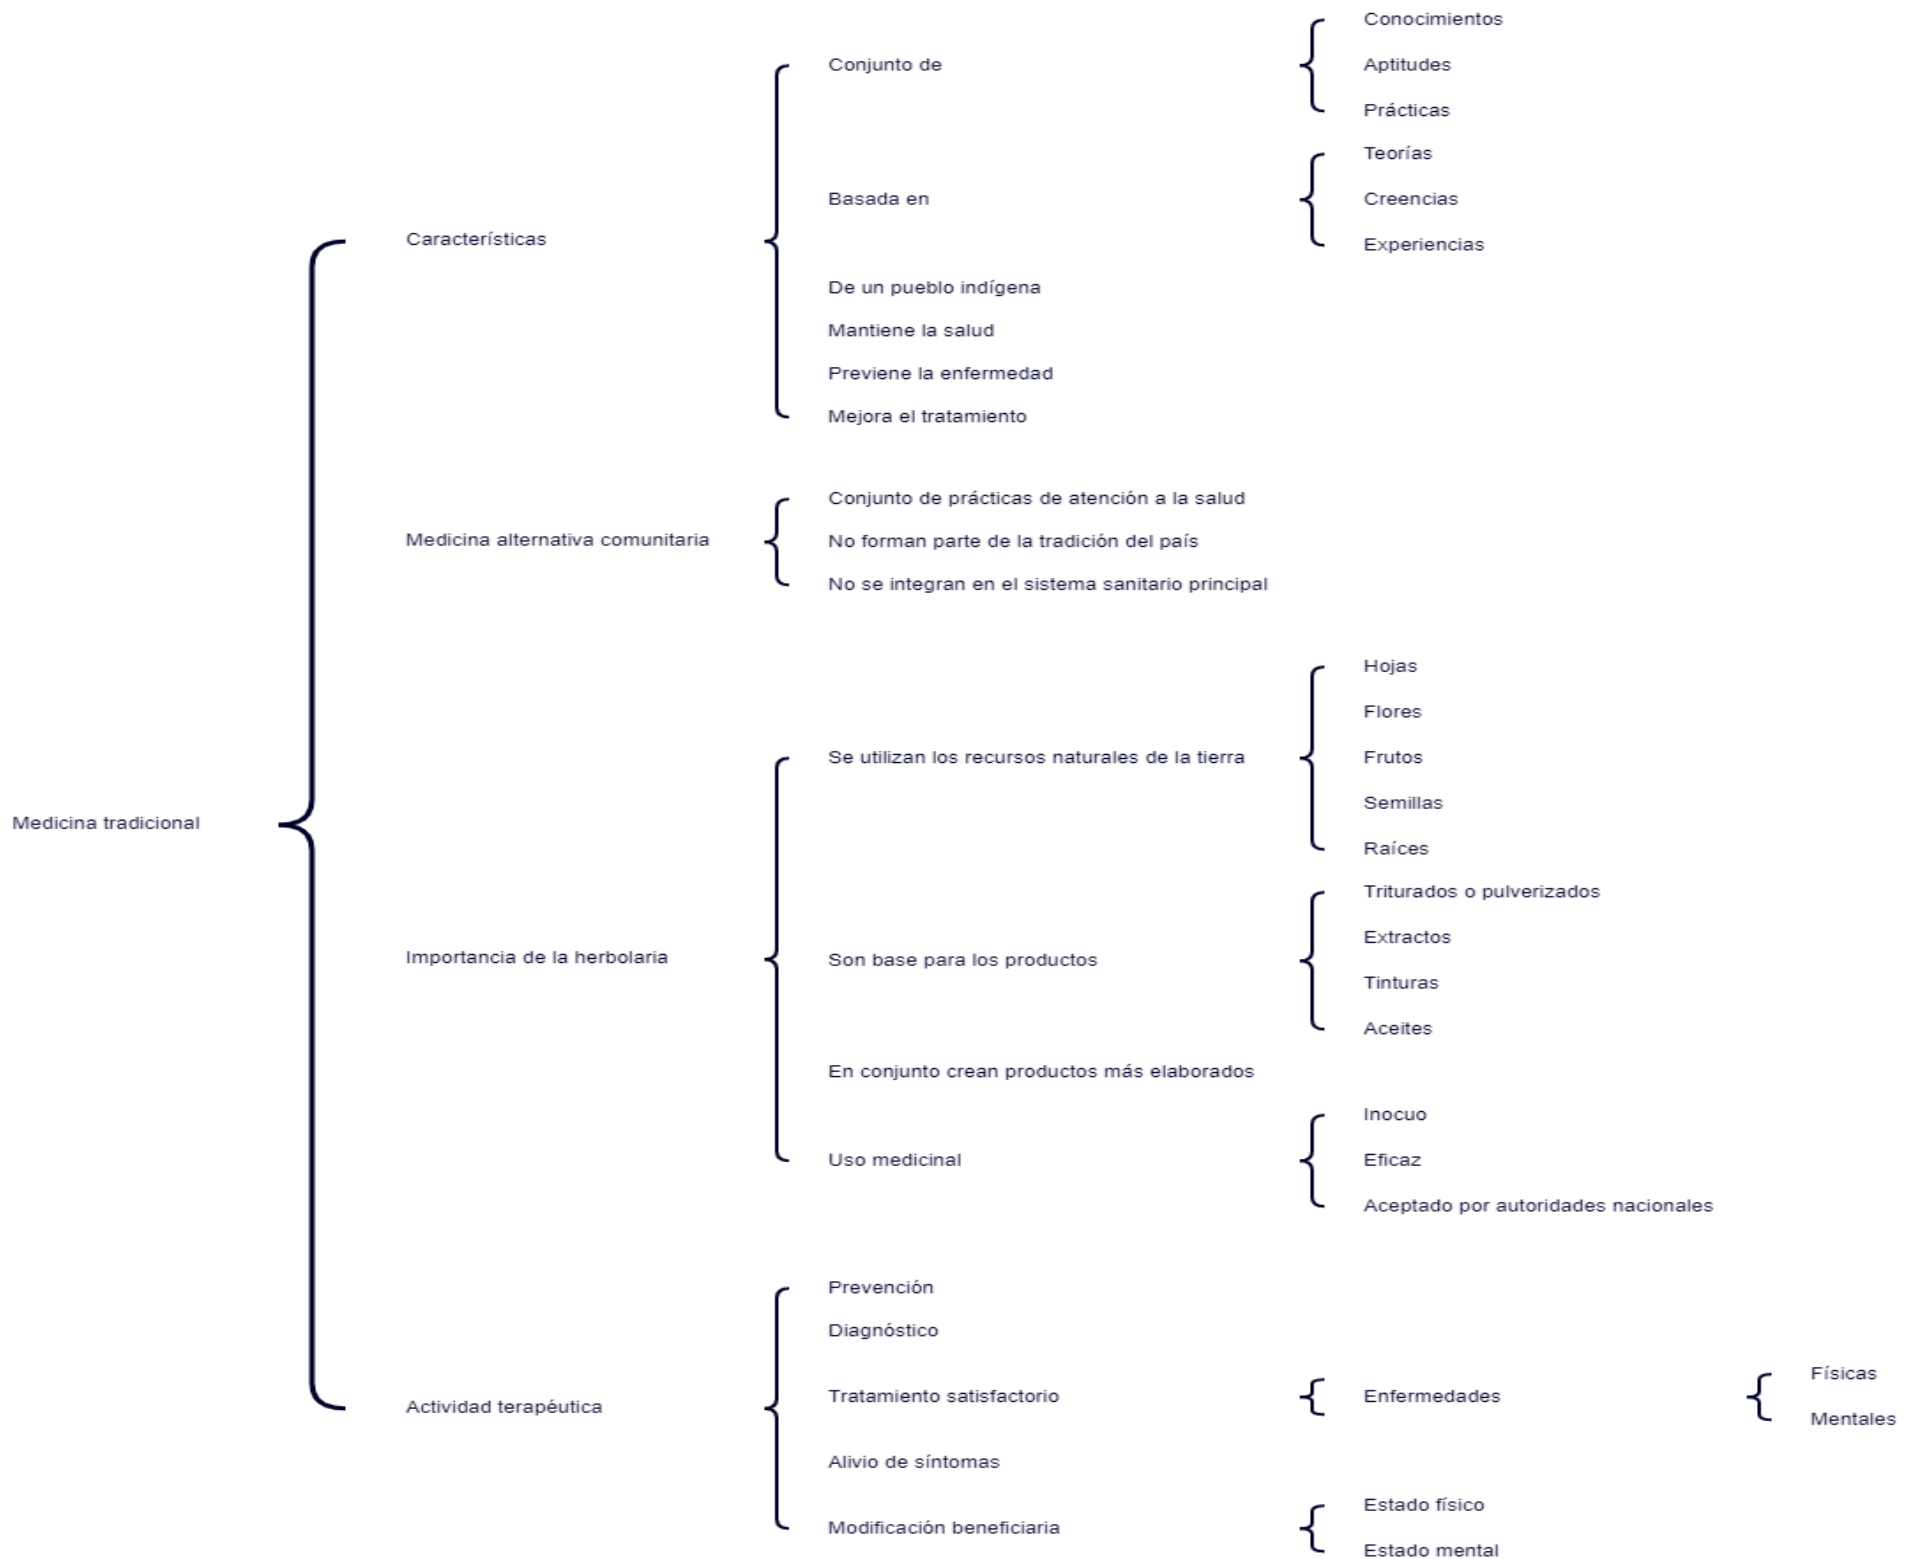 Medicina tradicional
Características
Conjunto de
Conocimientos
Aptitudes
Prácticas
Basada en
Teorías
Creencias
Experiencias
De un pueblo indígena
Mantiene la salud
Previene la enfermedad
Mejora el tratamiento
Medicina alternativa comunitaria
Conjunto de prácticas de atención a la salud
No forman parte de la tradición del país
No se integran en el sistema sanitario principal
Importancia de la herbolaria
Se utilizan los recursos naturales de la tierra
Hojas
Flores
Frutos
Semillas
Raíces
Son base para los productos
Triturados o pulverizados
Extractos
Tinturas
Aceites
En conjunto crean productos más elaborados
Uso medicinal
Inocuo
Eficaz
Aceptado por autoridades nacionales
Actividad terapéutica
Prevención
Diagnóstico
Tratamiento satisfactorio
Enfermedades
Físicas
Mentales
Alivio de síntomas
Modificación beneficiaria
Estado físico
Estado mental